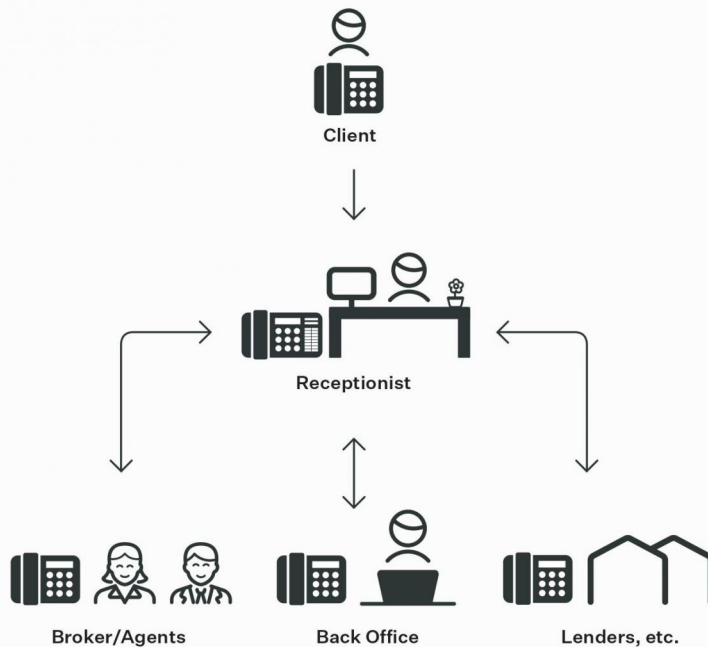 Client
Receptionist
Broker/Agents
Back Office
Lenders, etc.